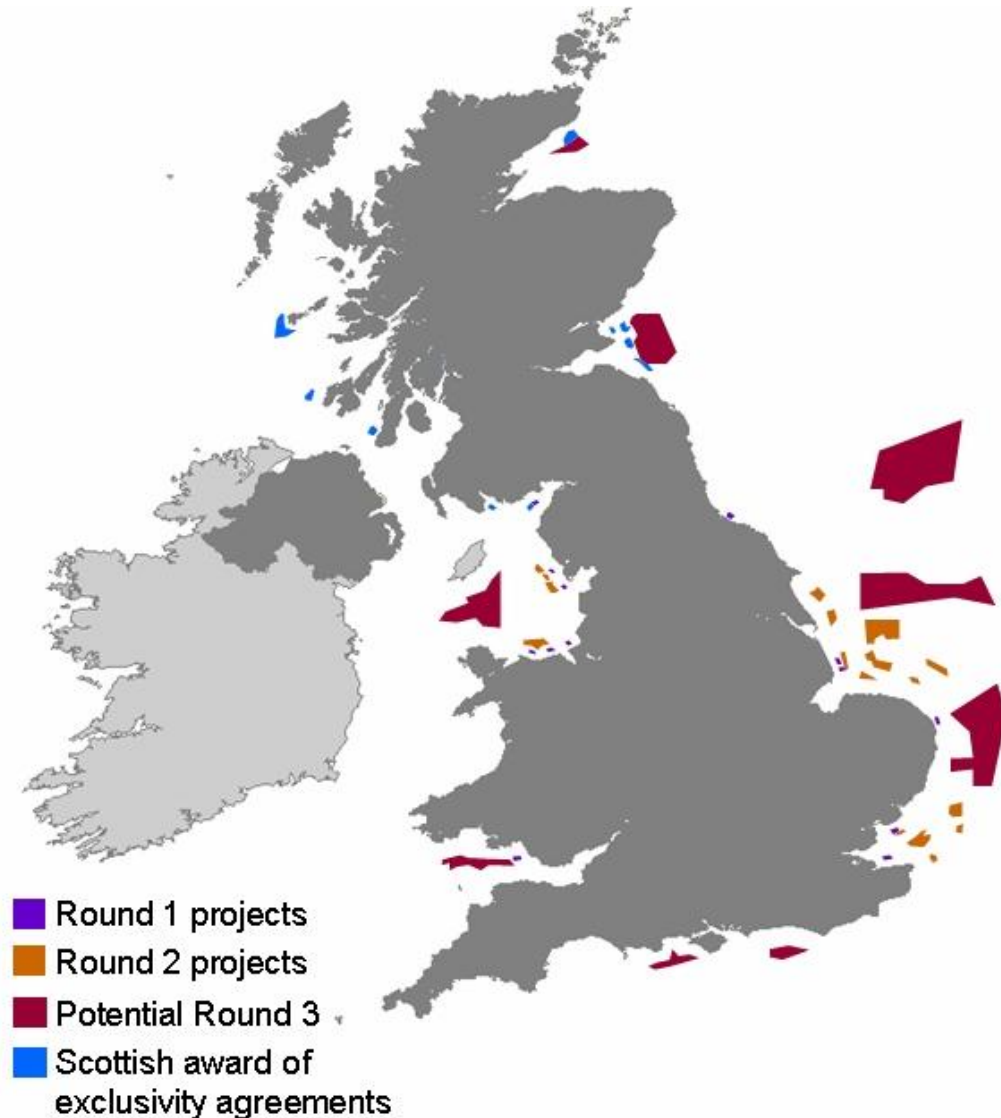 Round 1 projects
Round 2 projects
Potential Round 3
Scottish award of
exclusivity agreements